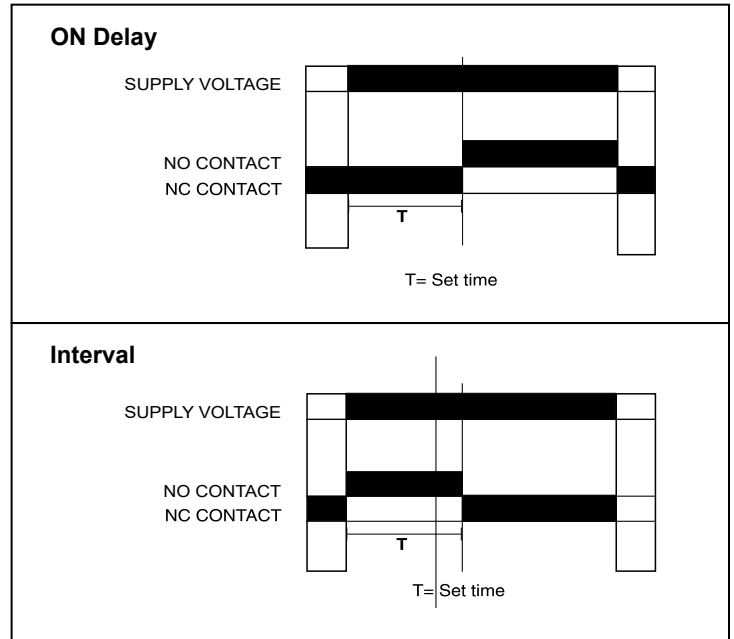 ON Delay
SUPPLY VOLTAGE
NO CONTACT
NC CONTACT
T
T= Set time
Interval
SUPPLY VOLTAGE
NO CONTACT
NC CONTACT
T
T= Set time